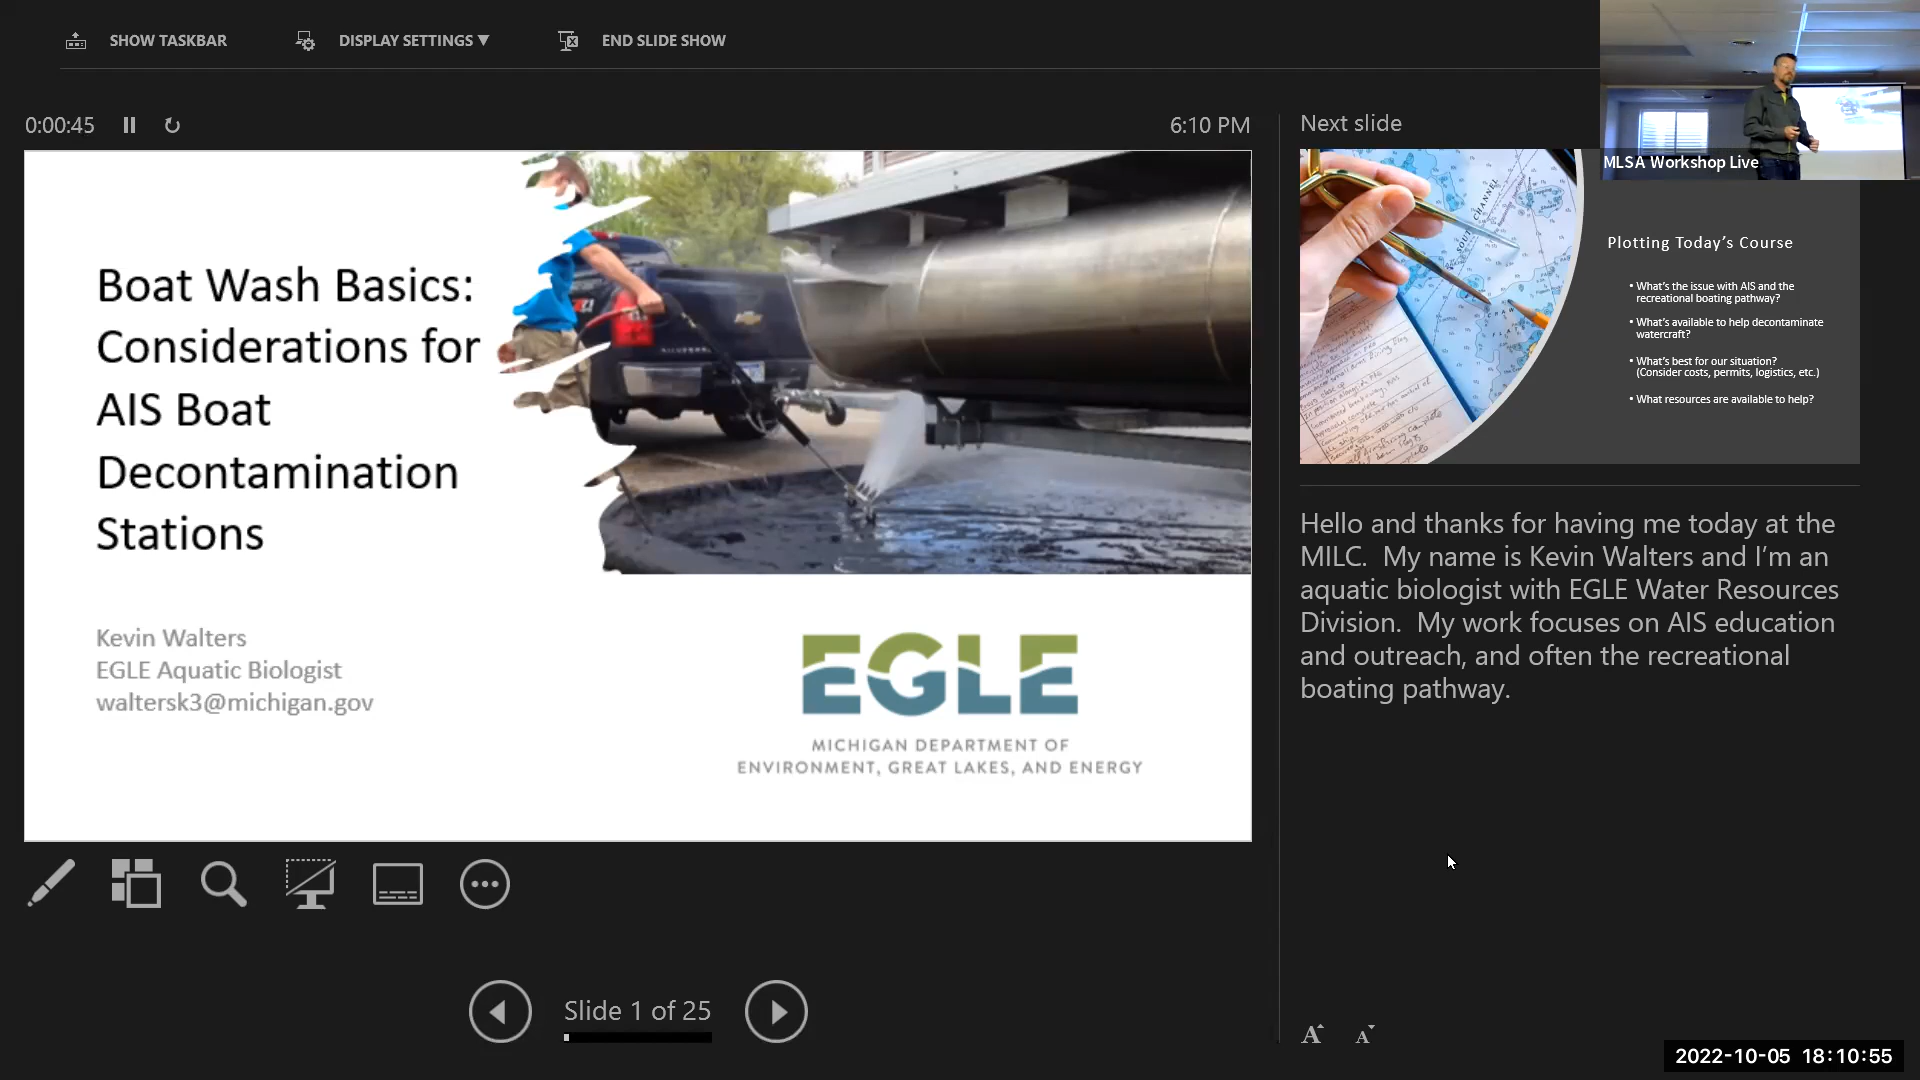 SHOW TASKBAR
DISPLAY SETTINGS ▼
END SLIDE SHOW
0:00:45
6:10 PM
Boat Wash Basics:
Considerations for
AIS Boat
Decontamination
Stations
Kevin Walters
EGLE Aquatic Biologist
waltersk3@michigan.gov
EGLE
MICHIGAN DEPARTMENT OF
ENVIRONMENT, GREAT LAKES, AND ENERGY
Slide 1 of 25
Next slide
MLSA Workshop Live
CHANNEL
SOUTH
Plotting Today's Course
• What's the issue with AIS and the
recreational boating pathway?
• What's available to help decontaminate
watercraft?
• What's best for our situation?
(Consider costs, permits, logistics, etc.)
• What resources are available to help?
Hello and thanks for having me today at the
MILC.  My name is Kevin Walters and I'm an
aquatic biologist with EGLE Water Resources
Division.  My work focuses on AIS education
and outreach, and often the recreational
boating pathway.
A A
2022-10-05 18:10:55